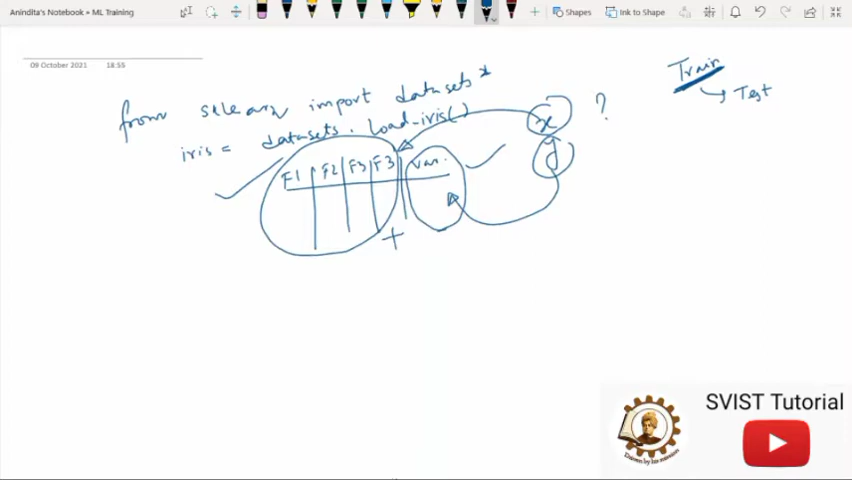 Anindita's Notebook » ML Training
Shapes
Ink to Shape
09 October 2021 18:55
Train
Test
from sklearn import datasets*
x ?
iris = datasets. load_iris()
y
F1 F2 F3 F3 Var.
+
SVIST Tutorial